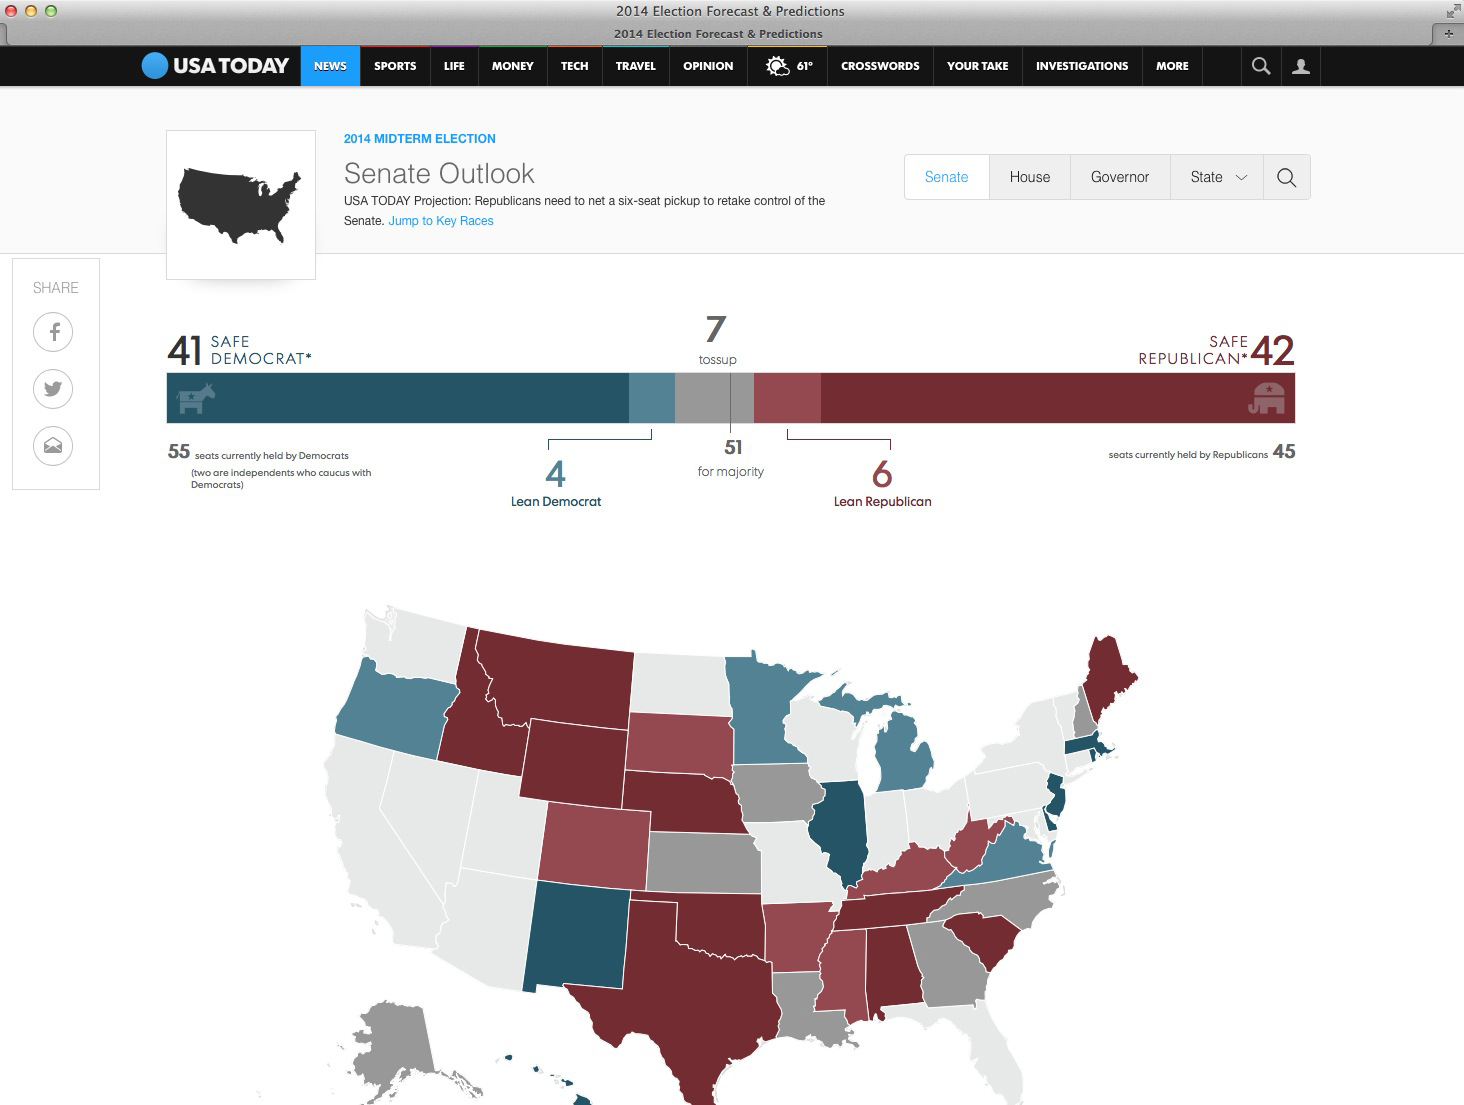 2014 Election Forecast & Predictions
2014 Election Forecast & Predictions
USA TODAY NEWS SPORTS LIFE MONEY TECH TRAVEL OPINION 61° CROSSWORDS YOUR TAKE INVESTIGATIONS MORE
2014 MIDTERM ELECTION
Senate Outlook
USA TODAY Projection: Republicans need to net a six-seat pickup to retake control of the
Senate. Jump to Key Races
Senate House Governor State
SHARE
41 SAFE
DEMOCRAT*
7
tossup
SAFE
REPUBLICAN* 42
55 seats currently held by Democrats
(two are independents who caucus with
Democrats)
4
Lean Democrat
51
for majority
6
Lean Republican
seats currently held by Republicans 45